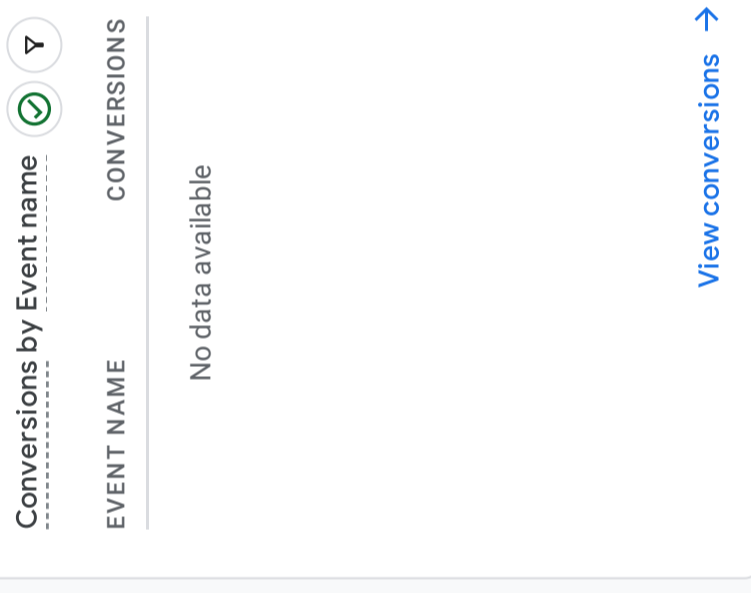 Conversions by Event name
EVENT NAME CONVERSIONS
No data available
View conversions